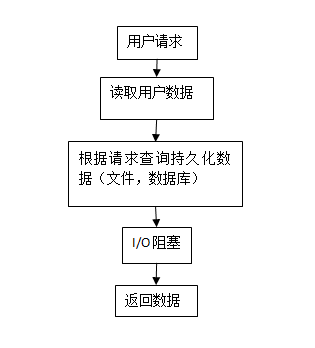 用户请求
读取用户数据
根据请求查询持久化数
据（文件，数据库）
I/O阻塞
返回数据